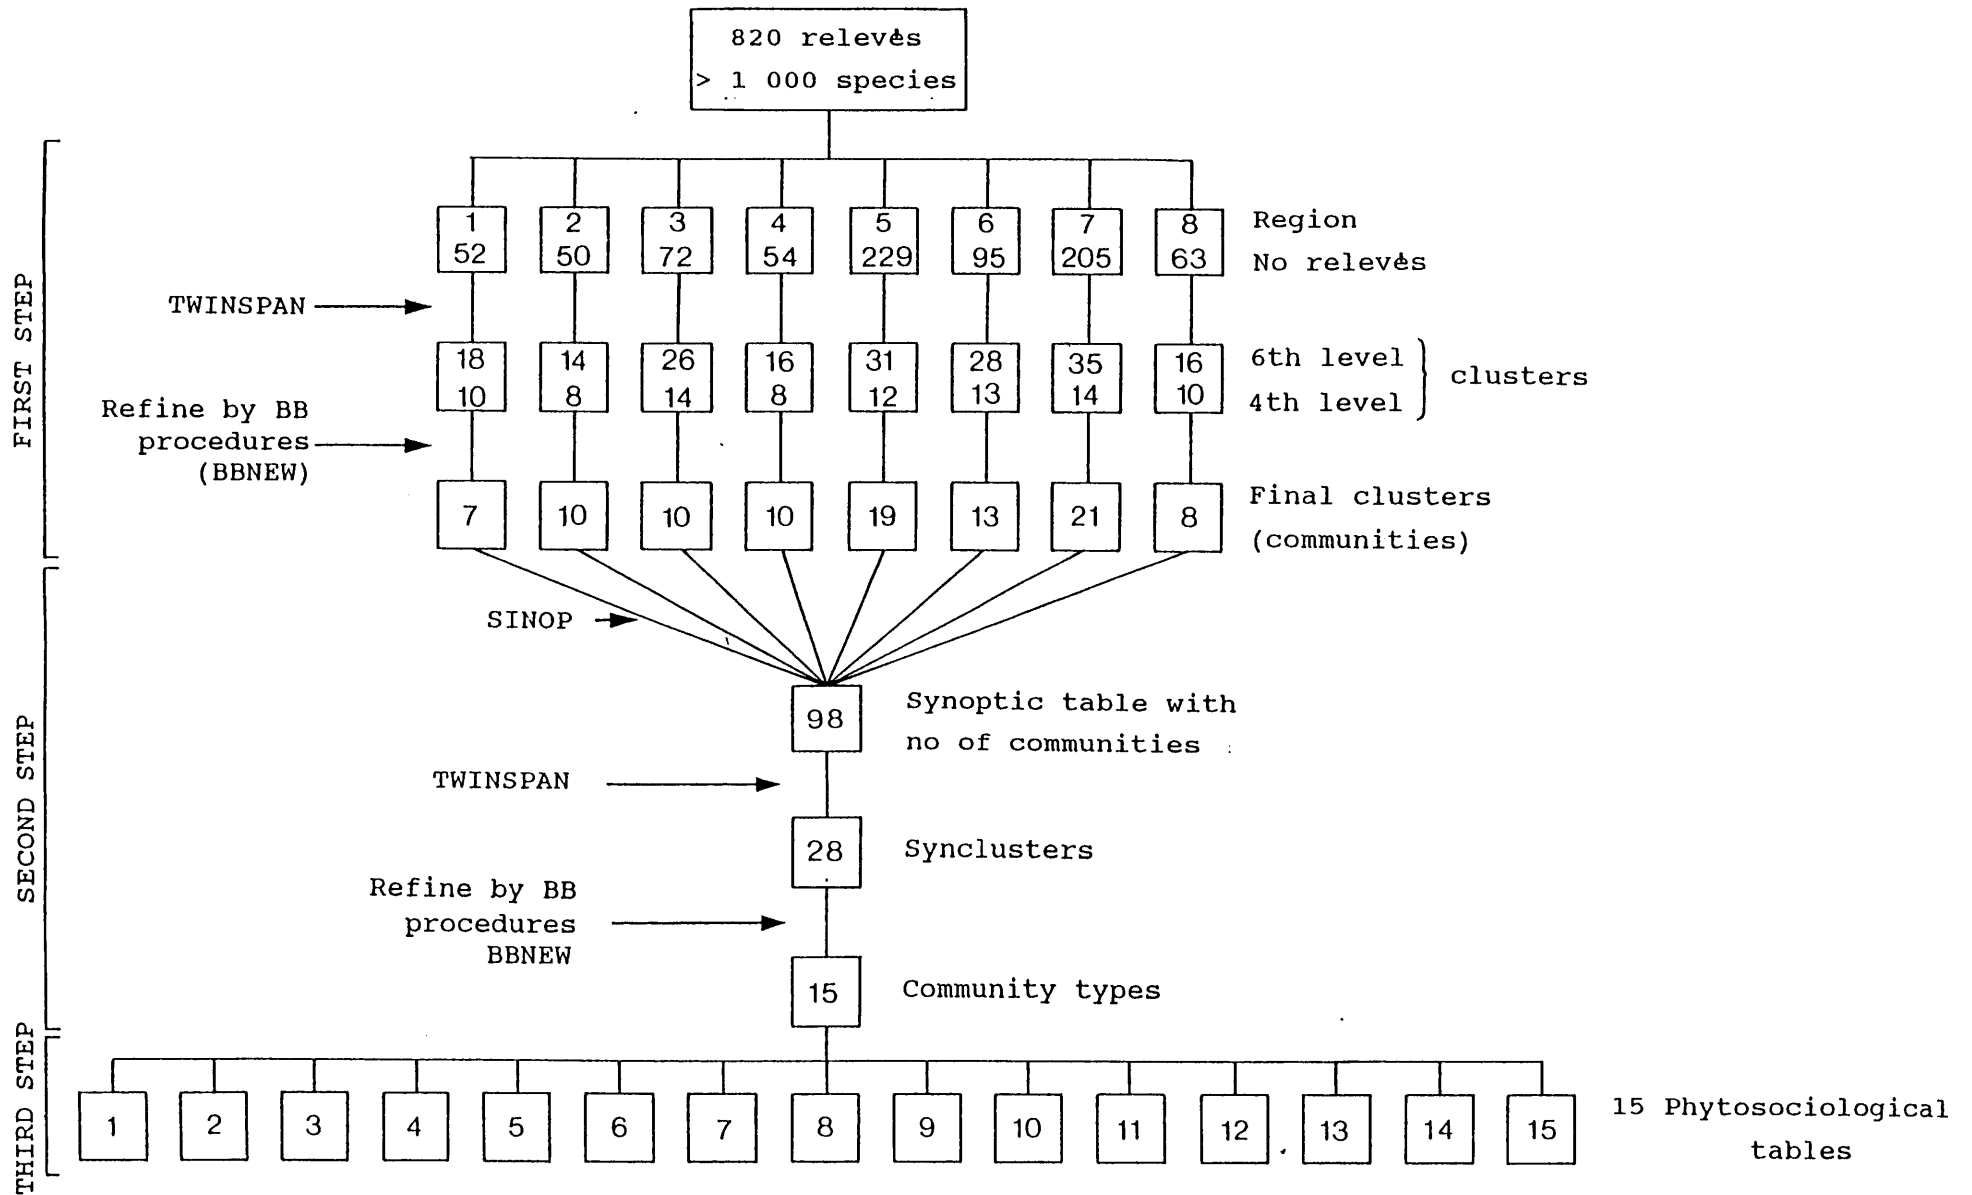 820 relevés
> 1 000 species
1 2 3 4 5 6 7 8 Region
52 50 72 54 229 95 205 63 No relevés
TWINSPAN
18 14 26 16 31 28 35 16 6th level
clusters
10 8 14 8 12 13 14 10 4th level
Refine by BB
procedures
(BBNEW)
FIRST STEP
7 10 10 10 19 13 21 8 Final clusters
(communities)
SINOP
98 Synoptic table with
no of communities
TWINSPAN
28 Synclusters
SECOND STEP
Refine by BB
procedures
BBNEW
15 Community types
THIRD STEP
1 2 3 4 5 6 7 8 9 10 11 12 13 14 15 15 Phytosociological
tables